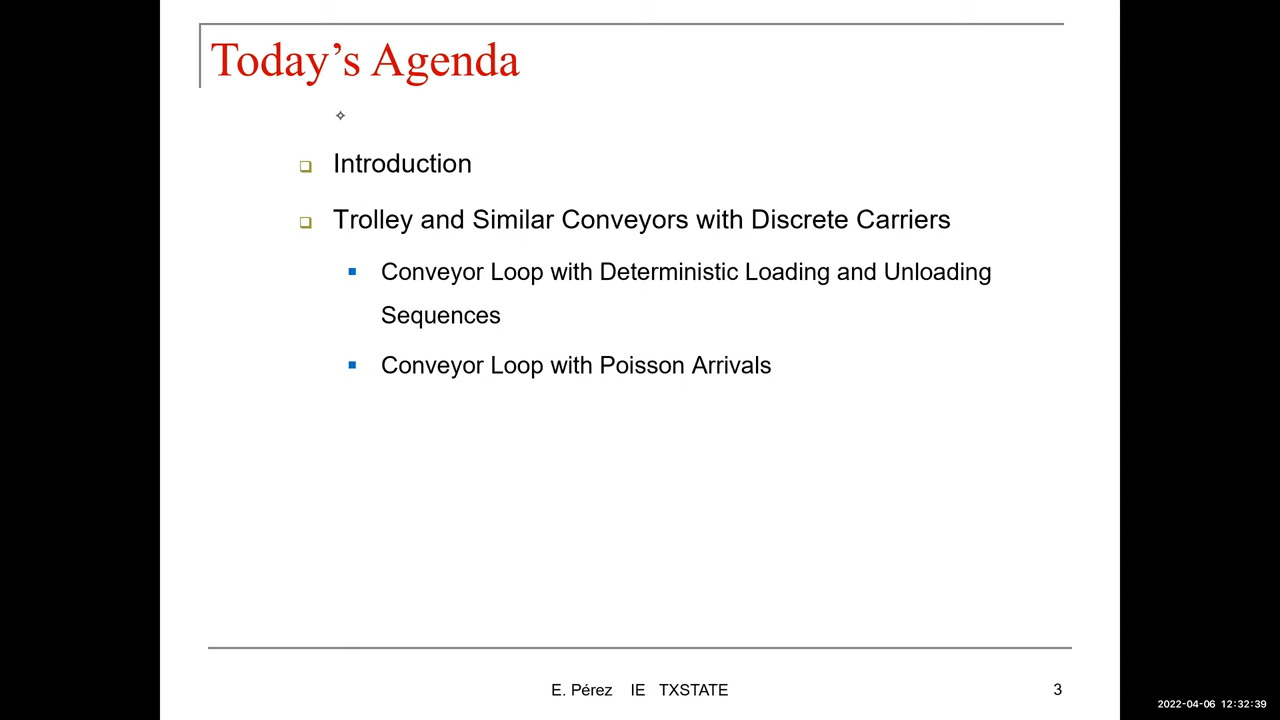 Today’s Agenda
Introduction
Trolley and Similar Conveyors with Discrete Carriers
Conveyor Loop with Deterministic Loading and Unloading
Sequences
Conveyor Loop with Poisson Arrivals
E. Pérez IE TXSTATE
3
2022-04-06 12:32:39